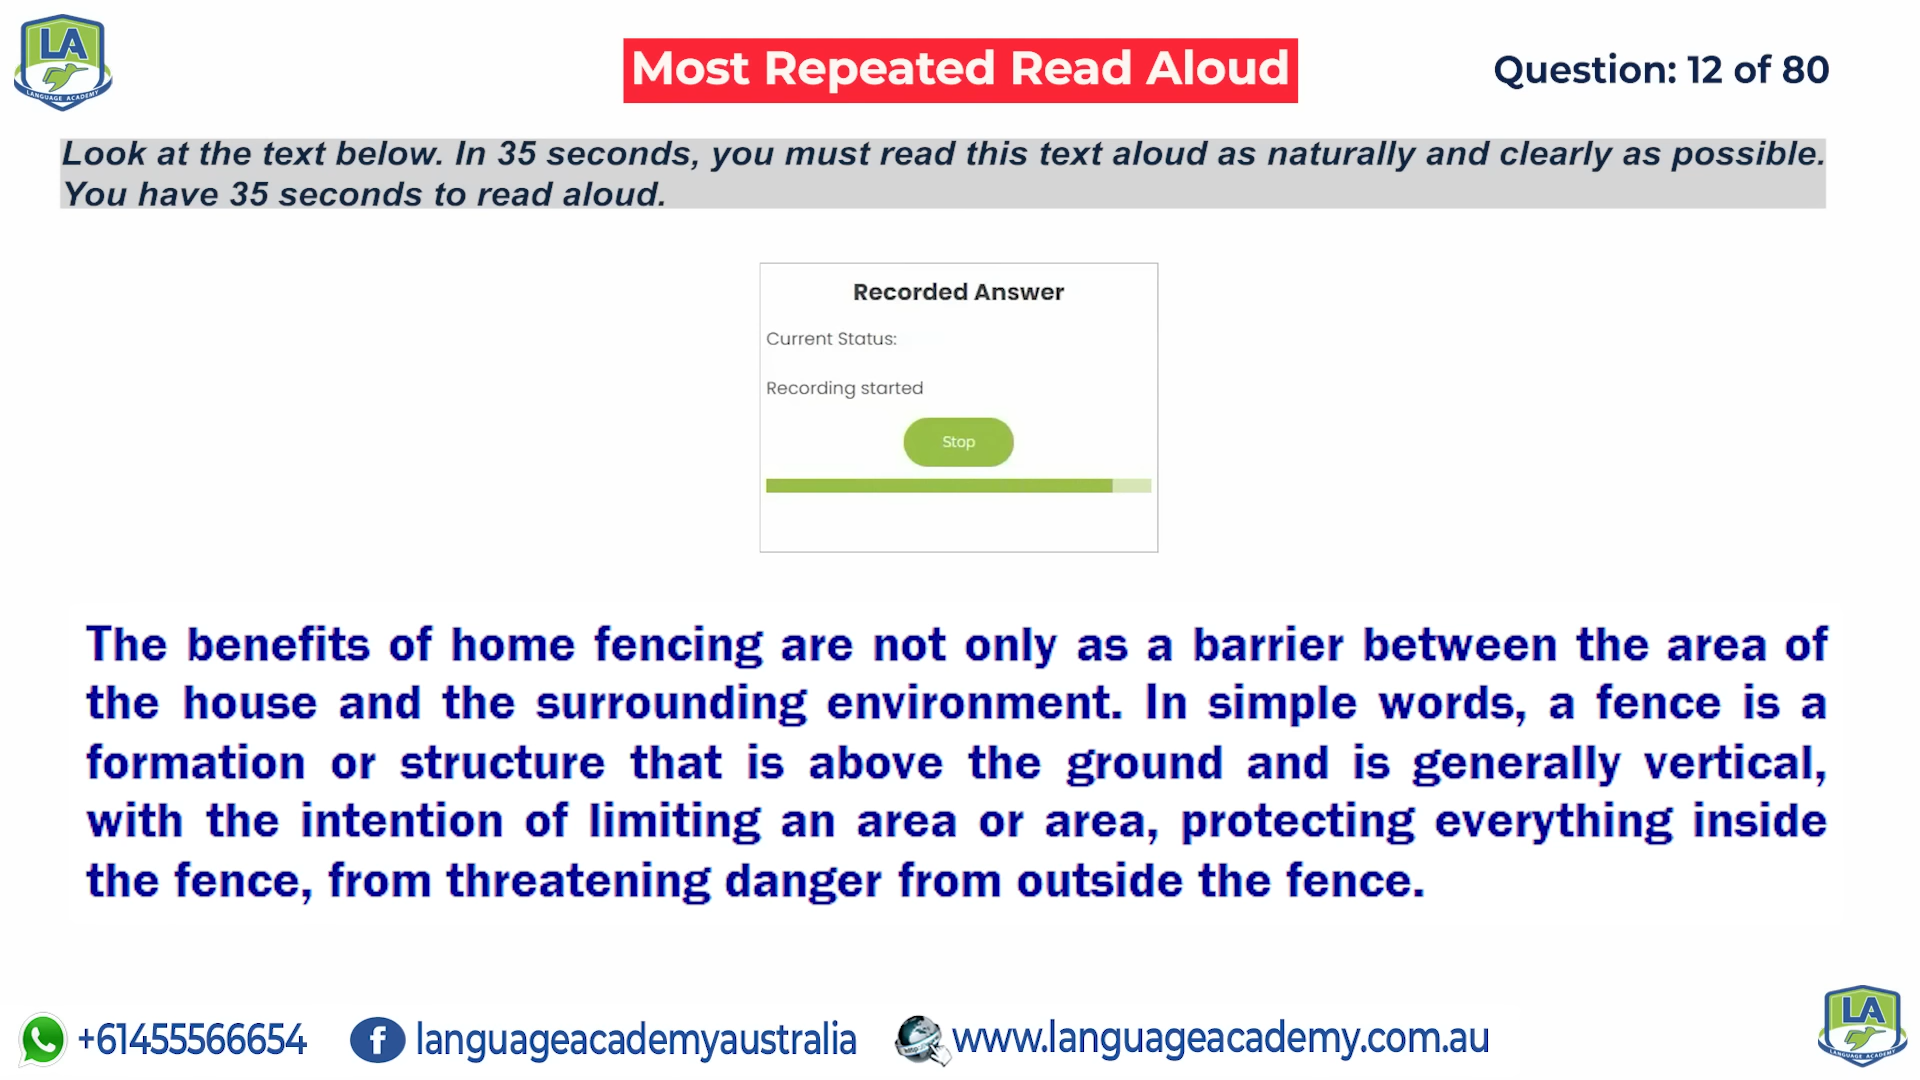 LA
LANGUAGE ACADEMY
Most Repeated Read Aloud
Question: 12 of 80
Look at the text below. In 35 seconds, you must read this text aloud as naturally and clearly as possible.
You have 35 seconds to read aloud.
Recorded Answer
Current Status:
Recording started
Stop
The benefits of home fencing are not only as a barrier between the area of
the house and the surrounding environment. In simple words, a fence is a
formation or structure that is above the ground and is generally vertical,
with the intention of limiting an area or area, protecting everything inside
the fence, from threatening danger from outside the fence.
+61455566654
f languageacademyaustralia
http www.languageacademy.com.au
LA
LANGUAGE ACADEMY